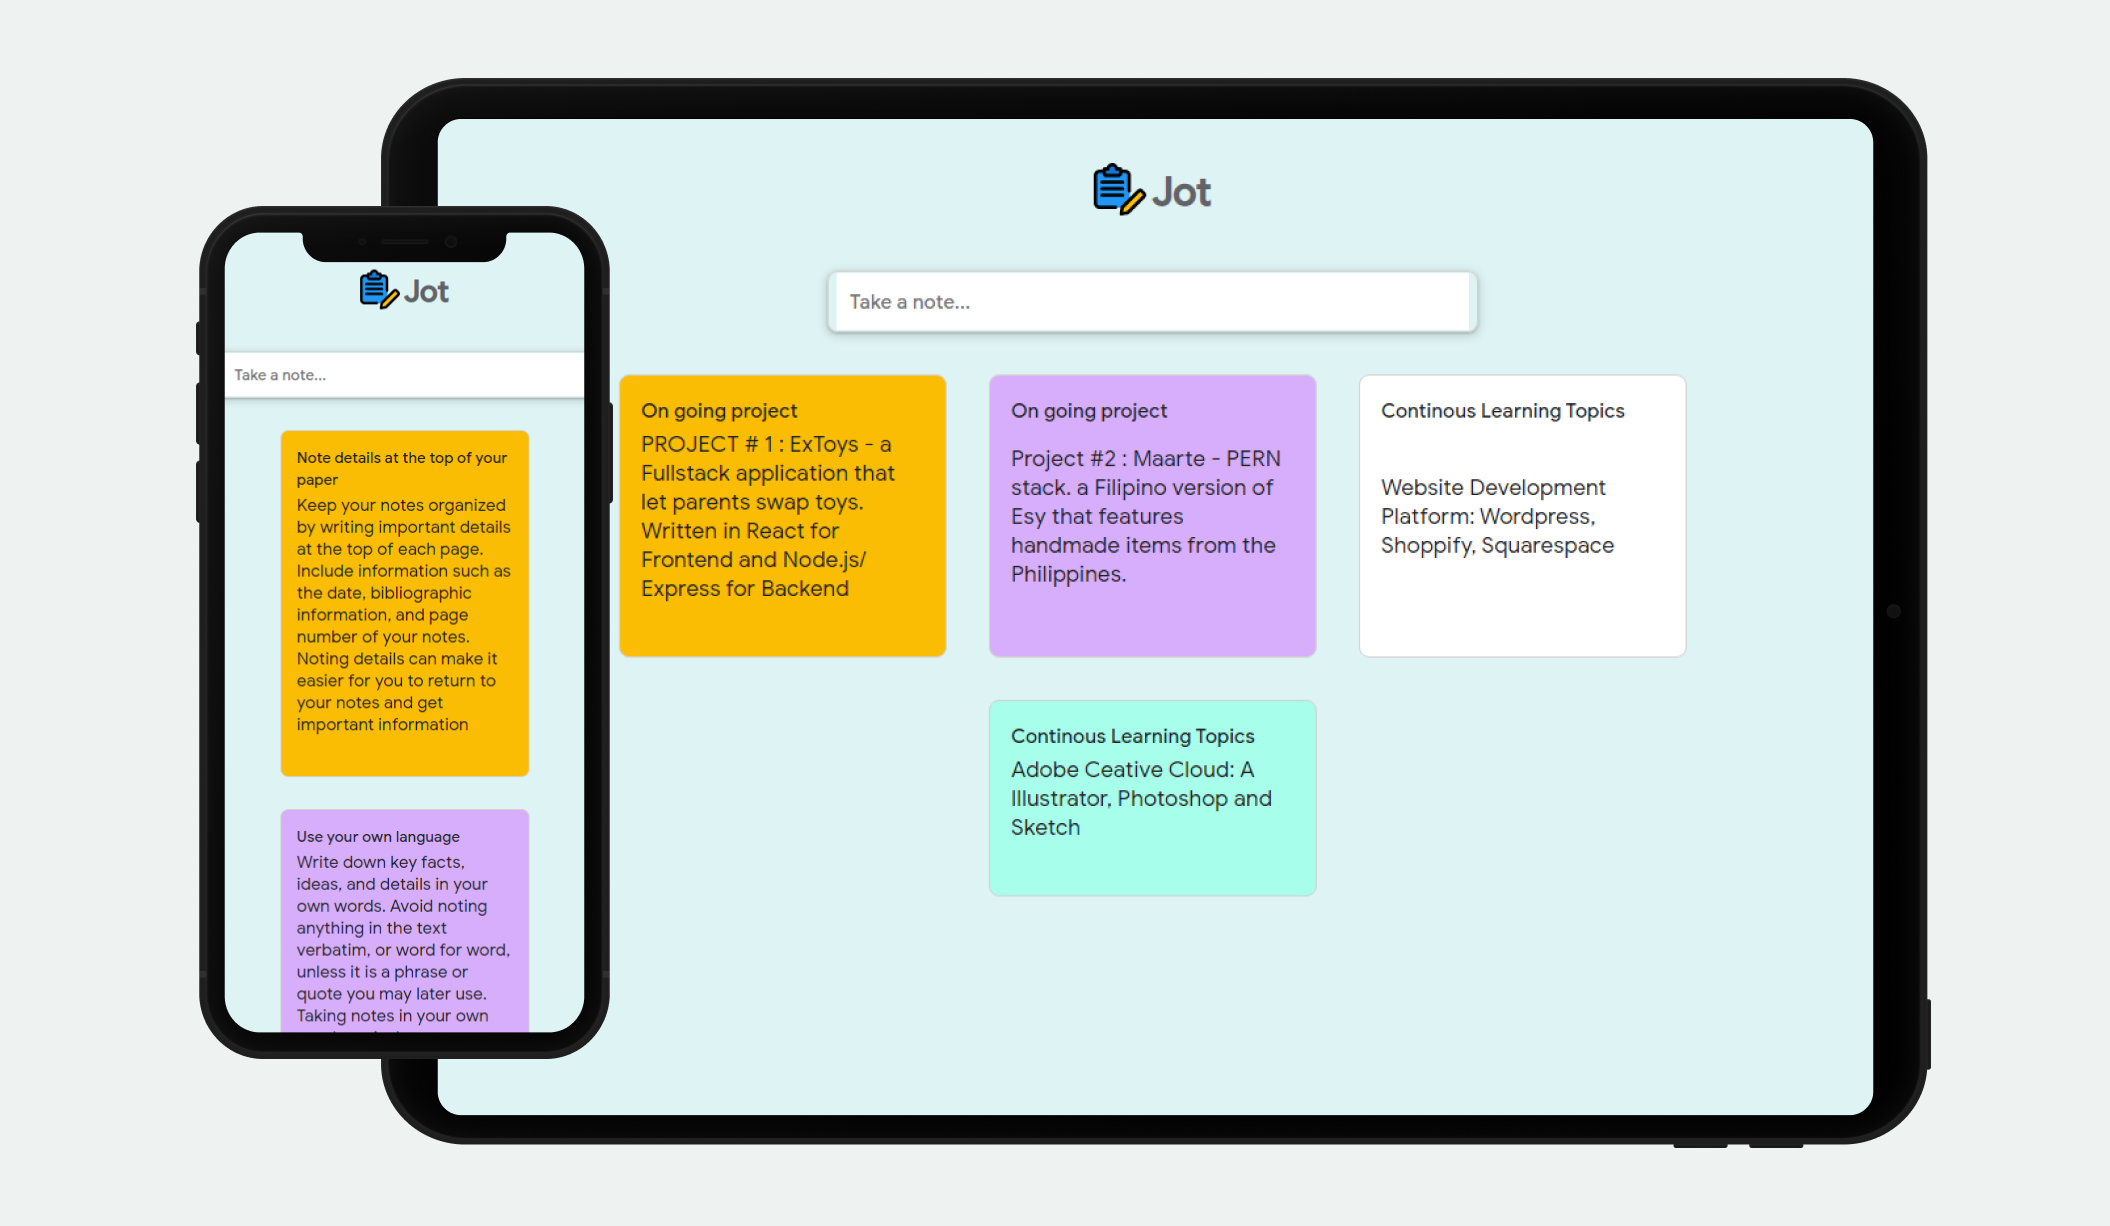 Jot
Take a note...
Note details at the top of your
paper
Keep your notes organized
by writing important details
at the top of each page.
Include information such as
the date, bibliographic
information, and page
number of your notes.
Noting details can make it
easier for you to return to
your notes and get
important information
Use your own language
Write down key facts,
ideas, and details in your
own words. Avoid noting
anything in the text
verbatim, or word for word,
unless it is a phrase or
quote you may later use.
Taking notes in your own
Jot
Take a note...
On going project
PROJECT # 1 : ExToys - a
Fullstack application that
let parents swap toys.
Written in React for
Frontend and Node.js/
Express for Backend
On going project
Project #2 : Maarte - PERN
stack. a Filipino version of
Esy that features
handmade items from the
Philippines.
Continous Learning Topics
Website Development
Platform: Wordpress,
Shoppify, Squarespace
Continous Learning Topics
Adobe Ceative Cloud: A
Illustrator, Photoshop and
Sketch